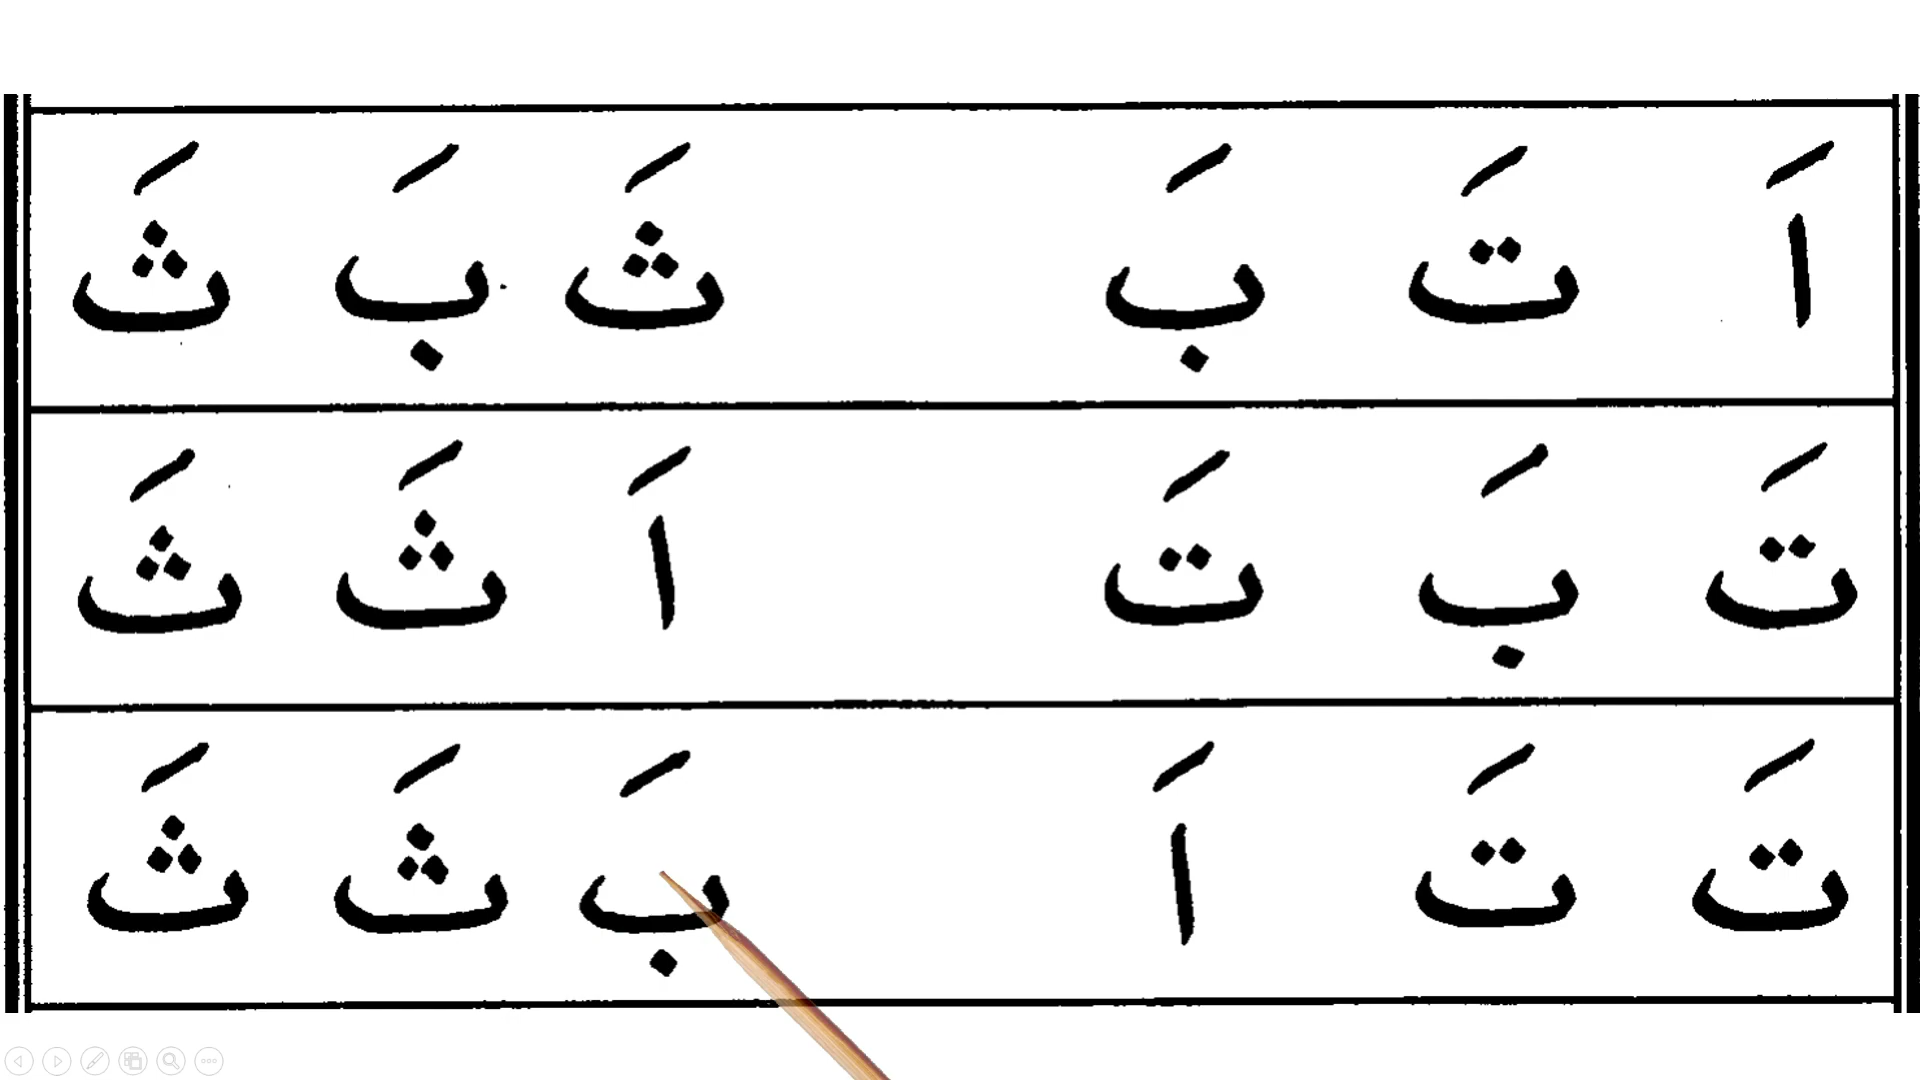 اَ تَ بَ ثَ بَ ثَ
تَ بَ تَ اَ ثَ ثَ
تَ تَ اَ بَ ثَ ثَ